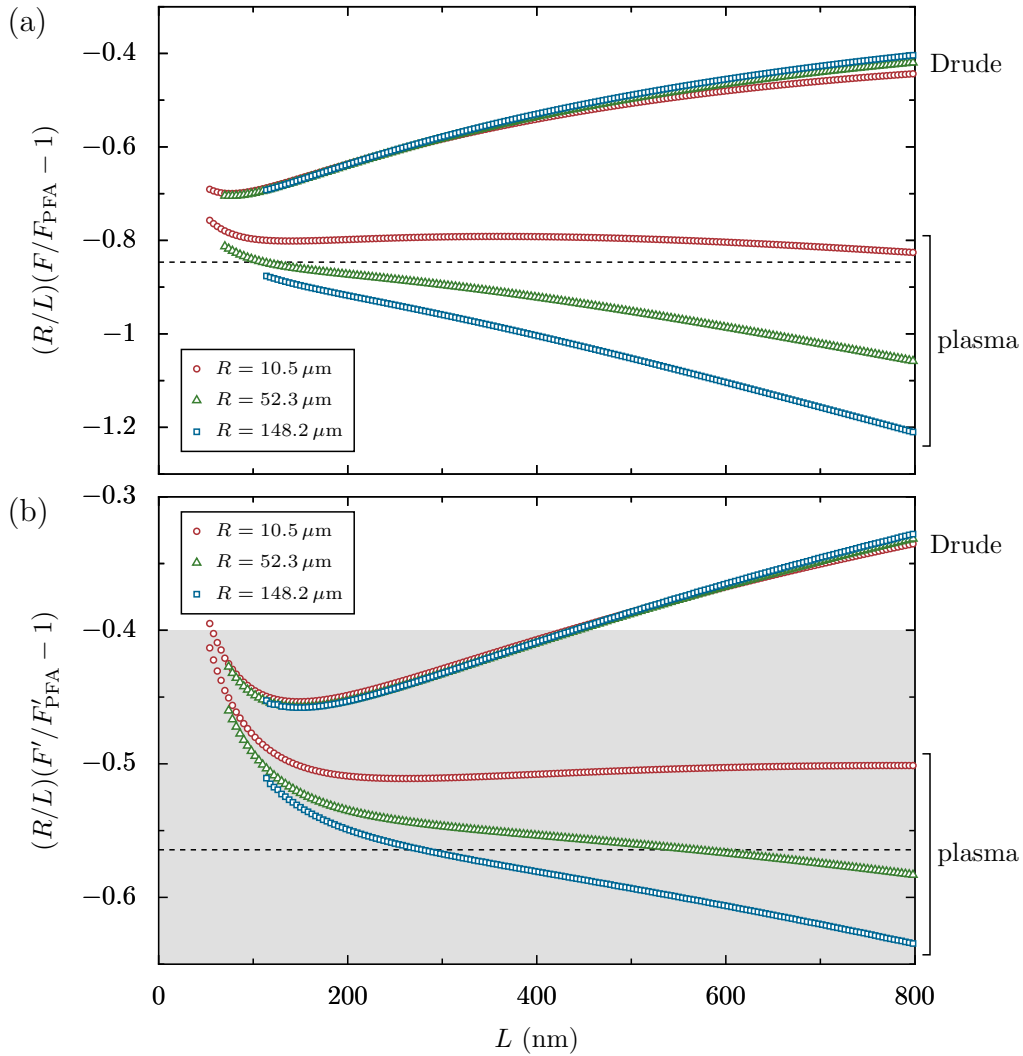 (a)
(R/L)(F/F_PFA − 1)
−0.4
−0.6
−0.8
−1
−1.2
Drude
plasma
R = 10.5 μm
R = 52.3 μm
R = 148.2 μm
(b)
(R/L)(F′/F′_PFA − 1)
−0.3
−0.4
−0.5
−0.6
R = 10.5 μm
R = 52.3 μm
R = 148.2 μm
Drude
plasma
0 200 400 600 800
L (nm)